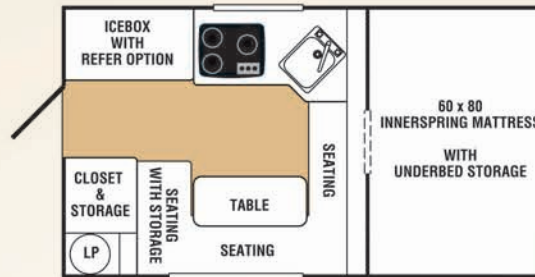 ICEBOX
WITH
REFER OPTION
60 x 80
INNERSPRING MATTRESS
WITH
UNDERBED STORAGE
SEATING
CLOSET
&
STORAGE
SEATING
WITH STORAGE
TABLE
LP
SEATING